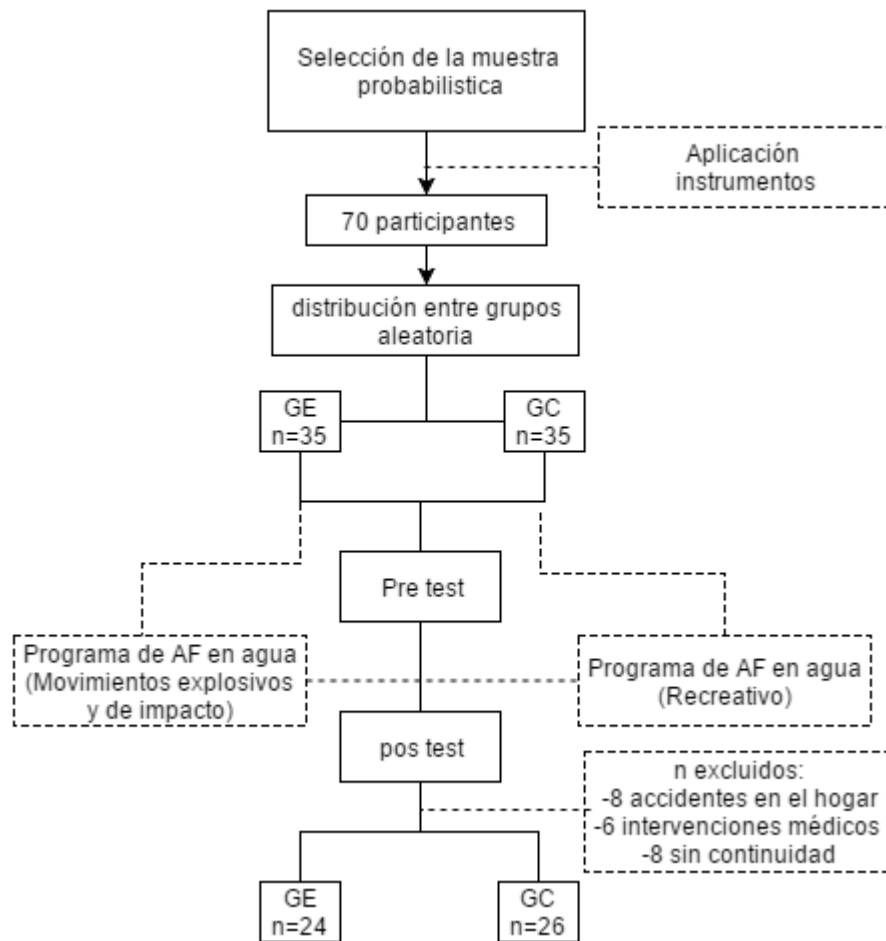 Selección de la muestra
probabilistica
Aplicación
instrumentos
70 participantes
distribución entre grupos
aleatoria
GE
n=35
GC
n=35
Pre test
Programa de AF en agua
(Movimientos explosivos
y de impacto)
Programa de AF en agua
(Recreativo)
pos test
n excluidos:
-8 accidentes en el hogar
-6 intervenciones médicos
-8 sin continuidad
GE
n=24
GC
n=26